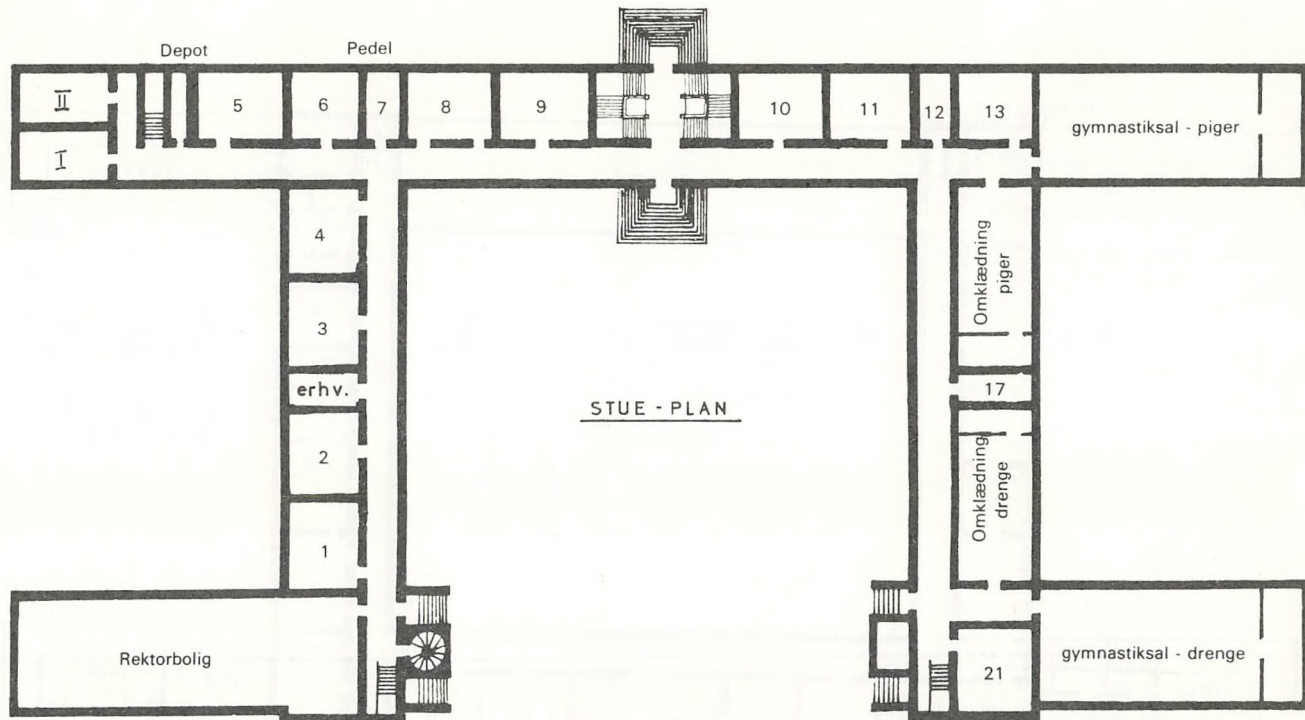 Depot
Pedel
II
5
6
7
8
9
10
11
12
13
gymnastiksal - piger
I
4
Omklædning
piger
3
erhv.
17
STUE - PLAN
2
Omklædning
drenge
1
Rektorbolig
21
gymnastiksal - drenge